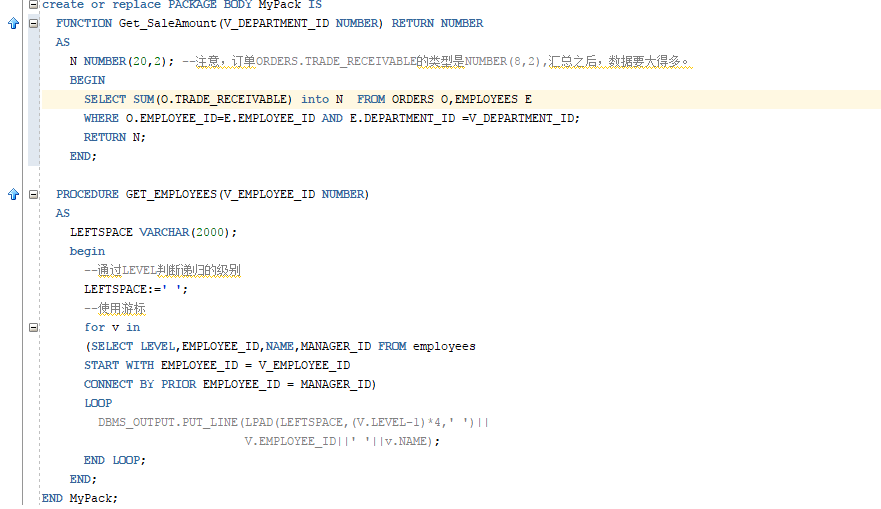 create or replace PACKAGE BODY MyPack IS
FUNCTION Get_SaleAmount(V_DEPARTMENT_ID NUMBER) RETURN NUMBER
AS
N NUMBER(20,2); --注意，订单ORDERS.TRADE_RECEIVABLE的类型是NUMBER(8,2),汇总之后，数据要大得多。
BEGIN
SELECT SUM(O.TRADE_RECEIVABLE) into N  FROM ORDERS O,EMPLOYEES E
WHERE O.EMPLOYEE_ID=E.EMPLOYEE_ID AND E.DEPARTMENT_ID =V_DEPARTMENT_ID;
RETURN N;
END;
PROCEDURE GET_EMPLOYEES(V_EMPLOYEE_ID NUMBER)
AS
LEFTSPACE VARCHAR(2000);
begin
--通过LEVEL判断递归的级别
LEFTSPACE:=' ';
--使用游标
for v in
(SELECT LEVEL,EMPLOYEE_ID,NAME,MANAGER_ID FROM employees
START WITH EMPLOYEE_ID = V_EMPLOYEE_ID
CONNECT BY PRIOR EMPLOYEE_ID = MANAGER_ID)
LOOP
DBMS_OUTPUT.PUT_LINE(LPAD(LEFTSPACE,(V.LEVEL-1)*4,' ')||
V.EMPLOYEE_ID||' '||v.NAME);
END LOOP;
END;
END MyPack;